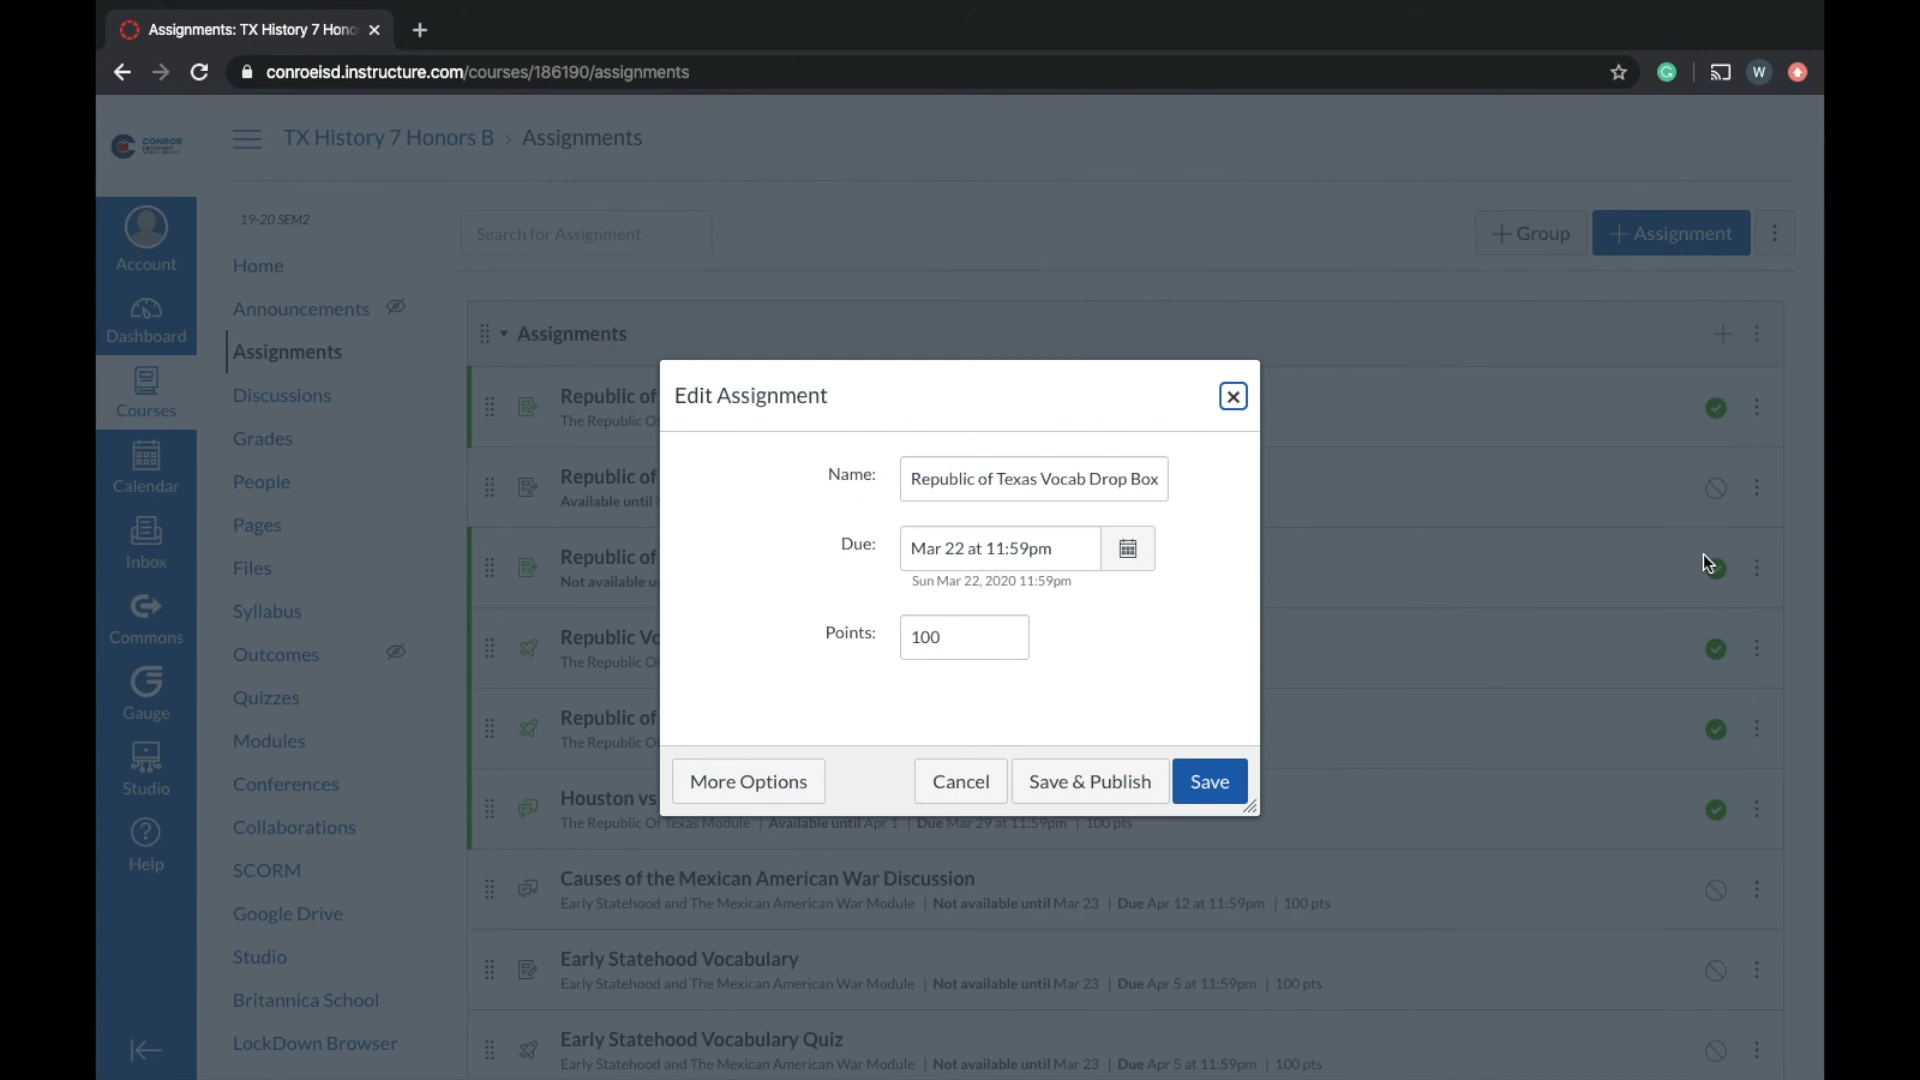 Assignments: TX History 7 Hono
conroeisd.instructure.com/courses/186190/assignments
W
CONROE
TX History 7 Honors B › Assignments
19-20 SEM2
Search for Assignment
+ Group
+ Assignment
Account
Dashboard
Courses
Calendar
Inbox
Commons
Gauge
Studio
Help
Home
Announcements
Assignments
Discussions
Grades
People
Pages
Files
Syllabus
Outcomes
Quizzes
Modules
Conferences
Collaborations
SCORM
Google Drive
Studio
Britannica School
LockDown Browser
Assignments
Republic of
The Republic O
Republic of
Available until
Republic of
Not available u
Republic Vo
The Republic O
Republic of
The Republic O
Houston vs
The Republic Of Texas Module | Available until Apr 1 | Due Mar 29 at 11:59pm | 100 pts
Causes of the Mexican American War Discussion
Early Statehood and The Mexican American War Module | Not available until Mar 23 | Due Apr 12 at 11:59pm | 100 pts
Early Statehood Vocabulary
Early Statehood and The Mexican American War Module | Not available until Mar 23 | Due Apr 5 at 11:59pm | 100 pts
Early Statehood Vocabulary Quiz
Early Statehood and The Mexican American War Module | Not available until Mar 23 | Due Apr 5 at 11:59pm | 100 pts
Edit Assignment
Name: Republic of Texas Vocab Drop Box
Due: Mar 22 at 11:59pm
Sun Mar 22, 2020 11:59pm
Points: 100
More Options
Cancel
Save & Publish
Save